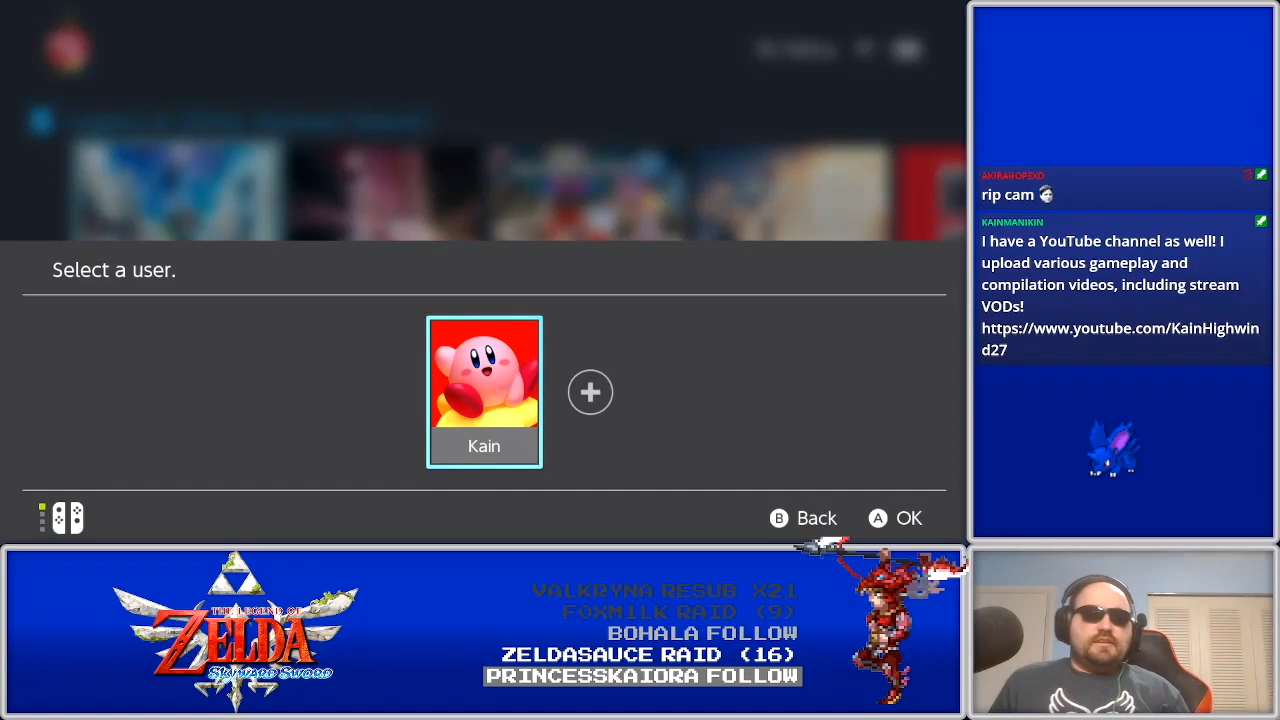 Select a user.
Kain
B Back
A OK
AKIRAHOPEXD
rip cam
KAINMANIKIN
I have a YouTube channel as well! I
upload various gameplay and
compilation videos, including stream
VODs!
https://www.youtube.com/KainHighwin
d27
THE LEGEND OF
ZELDA
Skyward Sword
VALKRYNA RESUB X21
FOXM1LK RAID (9)
BOHALA FOLLOW
ZELDASAUCE RAID (16)
PRINCESSKAIORA FOLLOW